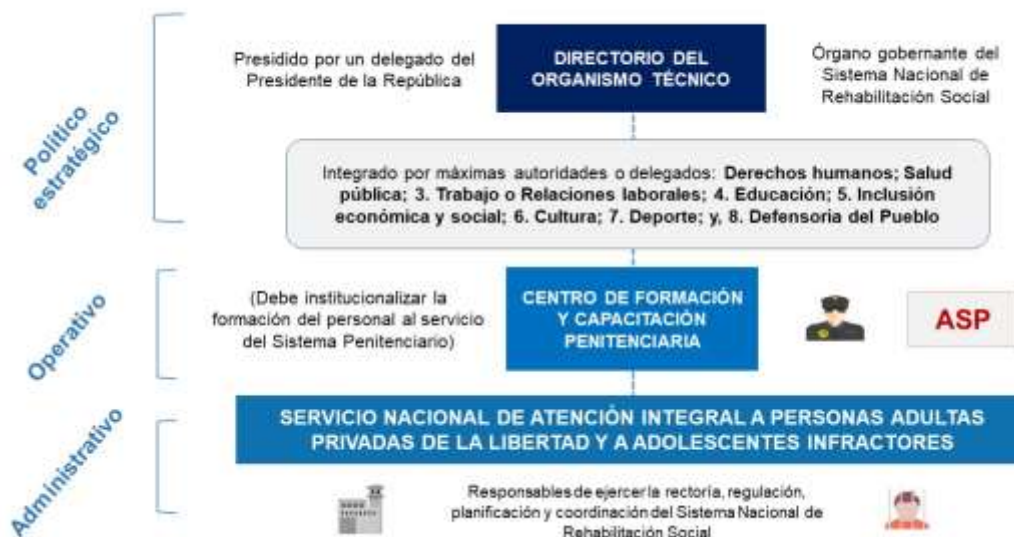 Político
estratégico
Presidido por un delegado del
Presidente de la República
DIRECTORIO DEL
ORGANISMO TÉCNICO
Órgano gobernante del
Sistema Nacional de
Rehabilitación Social
Integrado por máximas autoridades o delegados: Derechos humanos; Salud
pública; 3. Trabajo o Relaciones laborales; 4. Educación; 5. Inclusión
económica y social; 6. Cultura; 7. Deporte; y, 8. Defensoria del Pueblo
Operativo
(Debe institucionalizar la
formación del personal al servicio
del Sistema Penitenciario)
CENTRO DE FORMACIÓN
Y CAPACITACIÓN
PENITENCIARIA
ASP
Administrativo
SERVICIO NACIONAL DE ATENCIÓN INTEGRAL A PERSONAS ADULTAS
PRIVADAS DE LA LIBERTAD Y A ADOLESCENTES INFRACTORES
Responsables de ejercer la rectoría, regulación,
planificación y coordinación del Sistema Nacional de
Rehabilitación Social